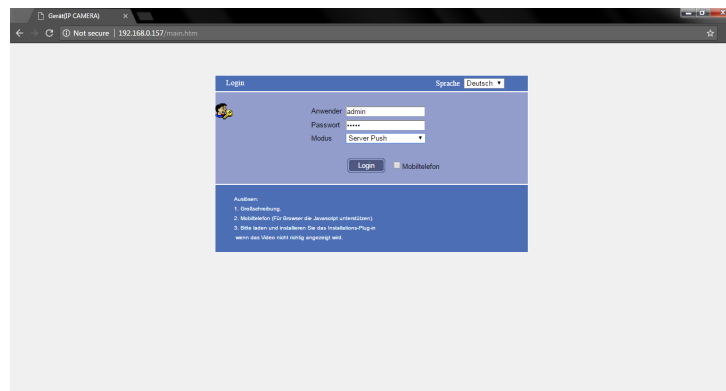 Gerät(IP CAMERA)
Not secure | 192.168.0.157/main.htm
Login Sprache Deutsch
Anwender admin
Passwort •••••
Modus Server Push
Login Mobiltelefon
Auslösen:
1. Großschreibung.
2. Mobiltelefon (Für Browser die Javascript unterstützen).
3. Bitte laden und installieren Sie das Installations-Plug-in
wenn das Video nicht richtig angezeigt wird.